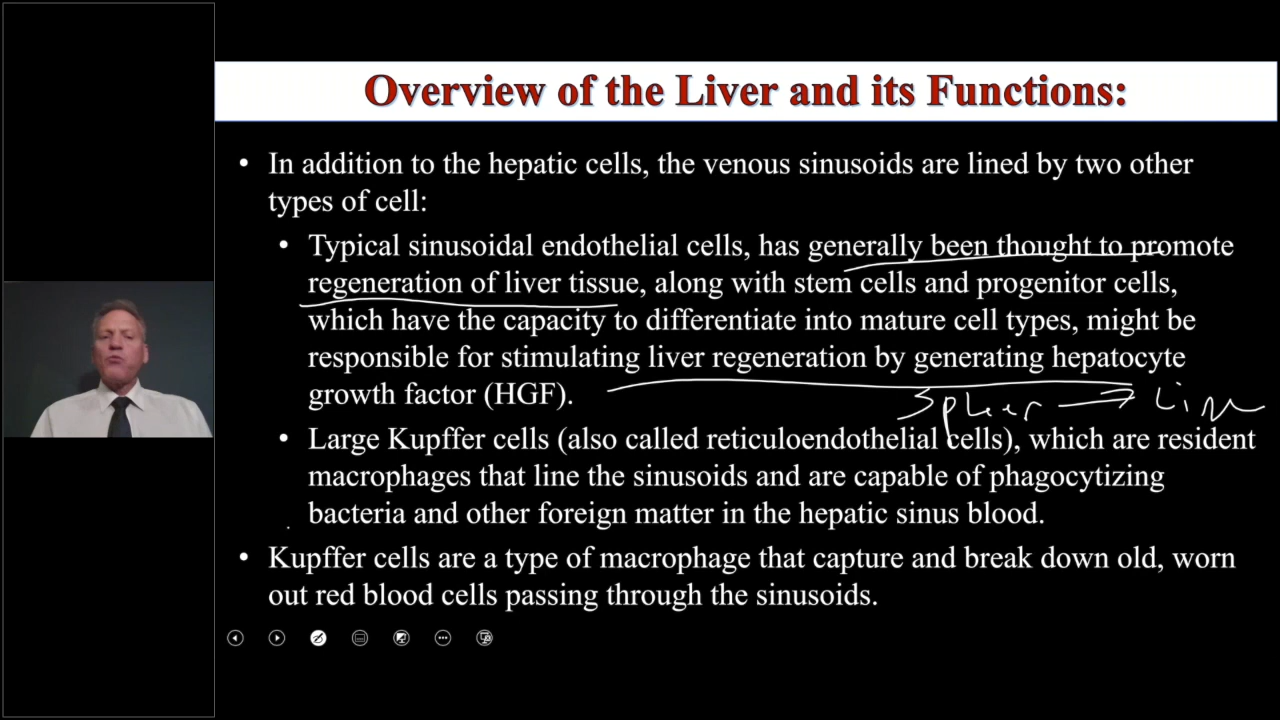 Overview of the Liver and its Functions:
• In addition to the hepatic cells, the venous sinusoids are lined by two other
types of cell:
• Typical sinusoidal endothelial cells, has generally been thought to promote
regeneration of liver tissue, along with stem cells and progenitor cells,
which have the capacity to differentiate into mature cell types, might be
responsible for stimulating liver regeneration by generating hepatocyte
growth factor (HGF).
• Large Kupffer cells (also called reticuloendothelial cells), which are resident
macrophages that line the sinusoids and are capable of phagocytizing
bacteria and other foreign matter in the hepatic sinus blood.
• Kupffer cells are a type of macrophage that capture and break down old, worn
out red blood cells passing through the sinusoids.